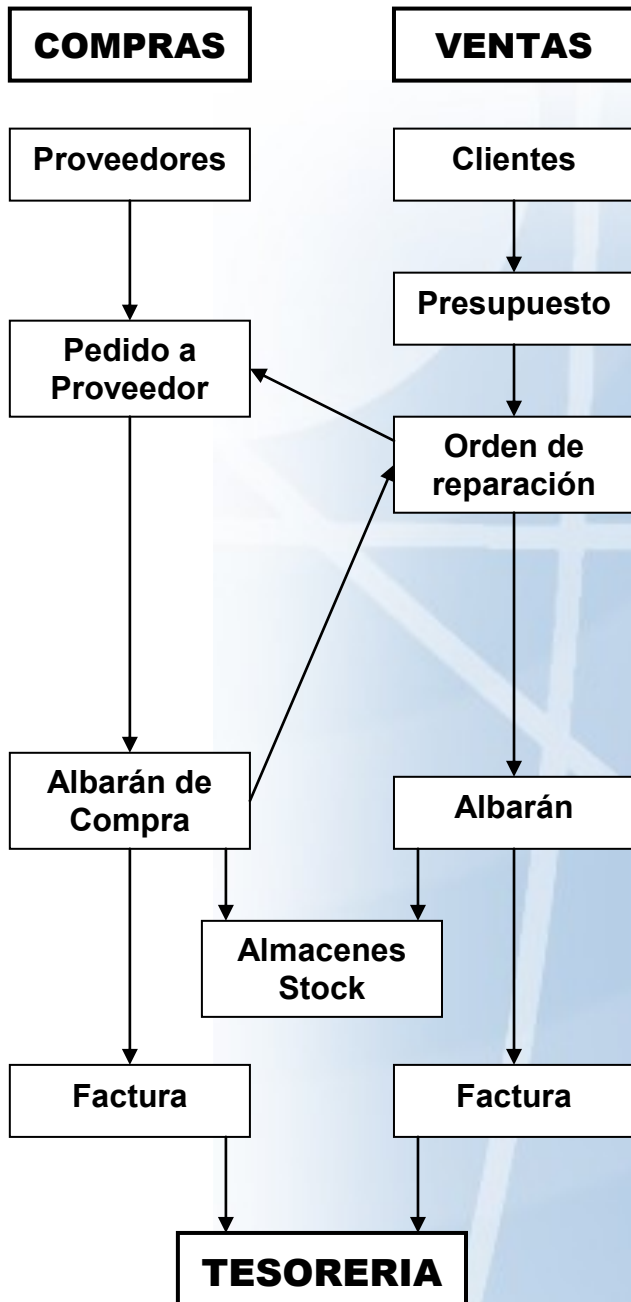 COMPRAS
VENTAS
Proveedores
Clientes
Presupuesto
Pedido a
Proveedor
Orden de
reparación
Albarán de
Compra
Albarán
Almacenes
Stock
Factura
Factura
TESORERIA